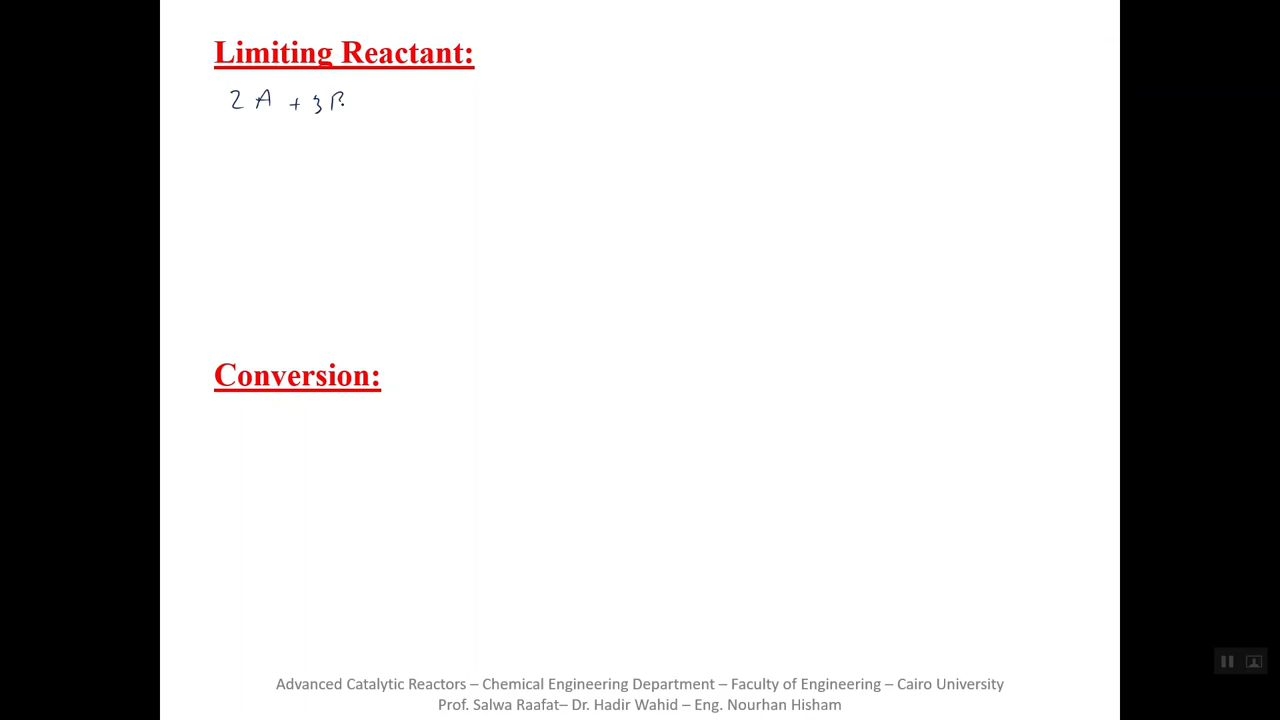 Limiting Reactant:
2 A + 3 B
Conversion:
Advanced Catalytic Reactors – Chemical Engineering Department – Faculty of Engineering – Cairo University
Prof. Salwa Raafat– Dr. Hadir Wahid – Eng. Nourhan Hisham